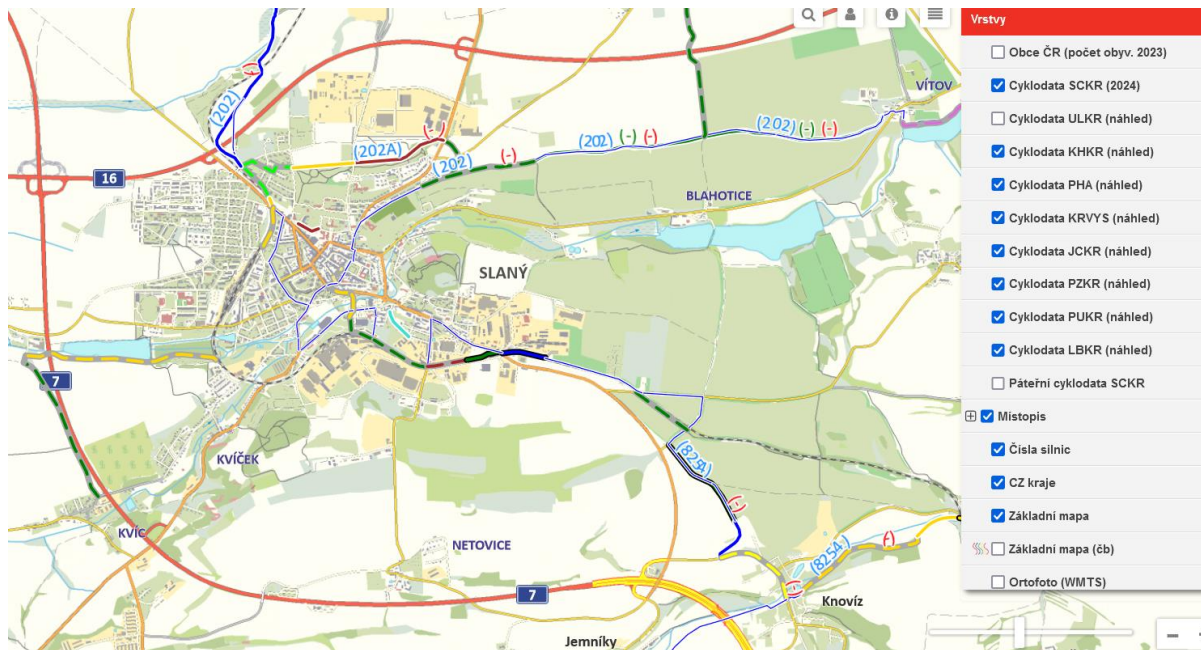 Vrstvy
Obce ČR (počet obyv. 2023)
Cyklodata SCKR (2024)
Cyklodata ULKR (náhled)
Cyklodata KHKR (náhled)
Cyklodata PHA (náhled)
Cyklodata KRVYS (náhled)
Cyklodata JCKR (náhled)
Cyklodata PZKR (náhled)
Cyklodata PUKR (náhled)
Cyklodata LBKR (náhled)
Páteřní cyklodata SCKR
Místopis
Čísla silnic
CZ kraje
Základní mapa
Základní mapa (čb)
Ortofoto (WMTS)
(-)
(202)
VÍTOV
(-)
(202) (-) (-)
(202) (-) (-)
(202A)
(202)
(-)
16
BLAHOTICE
SLANÝ
7
KVÍČEK
(825A)
(-)
KVÍC
NETOVICE
(-)
(825A)
(-)
7
Knovíz
Jemníky